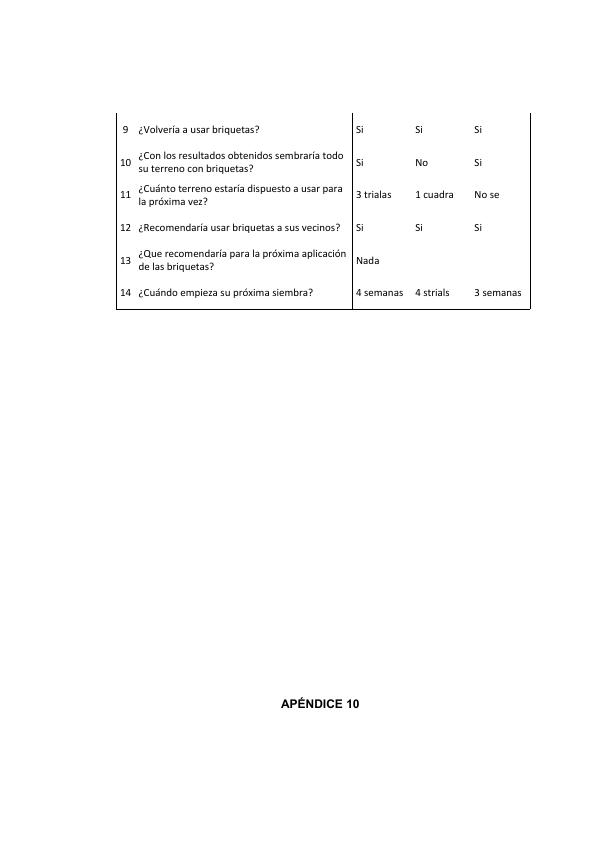 9 ¿Volvería a usar briquetas? Si Si Si
¿Con los resultados obtenidos sembraría todo
10 su terreno con briquetas? Si No Si
¿Cuánto terreno estaría dispuesto a usar para
11 la próxima vez? 3 trialas 1 cuadra No se
12 ¿Recomendaría usar briquetas a sus vecinos? Si Si Si
¿Que recomendaría para la próxima aplicación
13 de las briquetas? Nada
14 ¿Cuándo empieza su próxima siembra? 4 semanas 4 strials 3 semanas
APÉNDICE 10